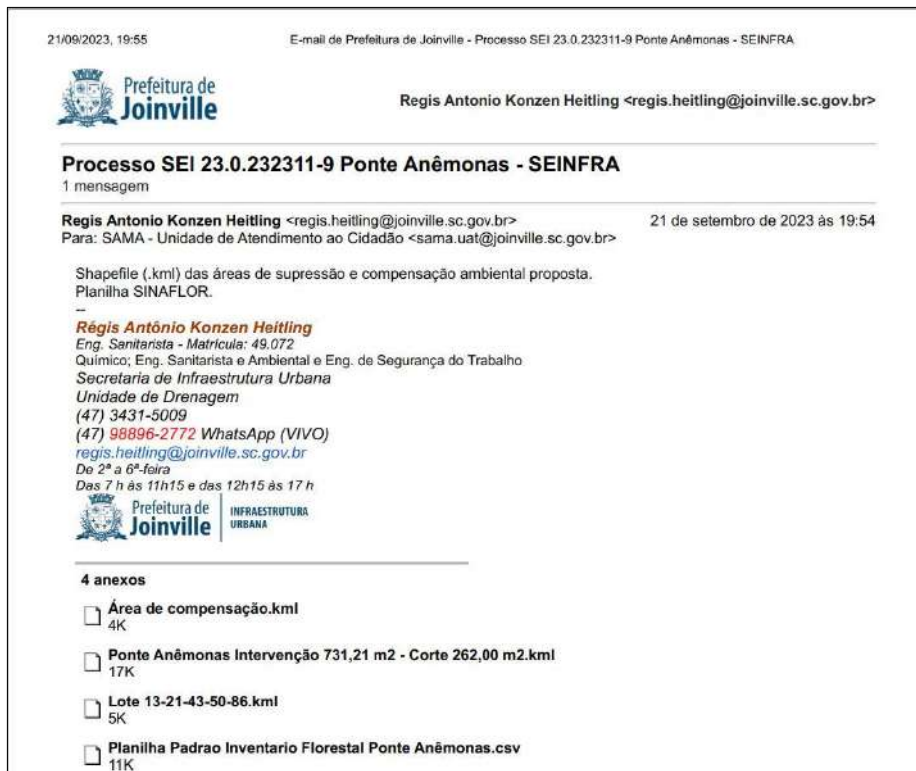 21/09/2023, 19:55 E-mail de Prefeitura de Joinville - Processo SEI 23.0.232311-9 Ponte Anêmonas - SEINFRA
Prefeitura de
Joinville
Regis Antonio Konzen Heitling <regis.heitling@joinville.sc.gov.br>
Processo SEI 23.0.232311-9 Ponte Anêmonas - SEINFRA
1 mensagem
Regis Antonio Konzen Heitling <regis.heitling@joinville.sc.gov.br> 21 de setembro de 2023 às 19:54
Para: SAMA - Unidade de Atendimento ao Cidadão <sama.uat@joinville.sc.gov.br>
Shapefile (.kml) das áreas de supressão e compensação ambiental proposta.
Planilha SINAFLOR.
--
Régis Antônio Konzen Heitling
Eng. Sanitarista - Matrícula: 49.072
Químico; Eng. Sanitarista e Ambiental e Eng. de Segurança do Trabalho
Secretaria de Infraestrutura Urbana
Unidade de Drenagem
(47) 3431-5009
(47) 98896-2772 WhatsApp (VIVO)
regis.heitling@joinville.sc.gov.br
De 2ª a 6ª-feira
Das 7 h às 11h15 e das 12h15 às 17 h
Prefeitura de
Joinville
INFRAESTRUTURA
URBANA
4 anexos
Área de compensação.kml
4K
Ponte Anêmonas Intervenção 731,21 m2 - Corte 262,00 m2.kml
17K
Lote 13-21-43-50-86.kml
5K
Planilha Padrao Inventario Florestal Ponte Anêmonas.csv
11K